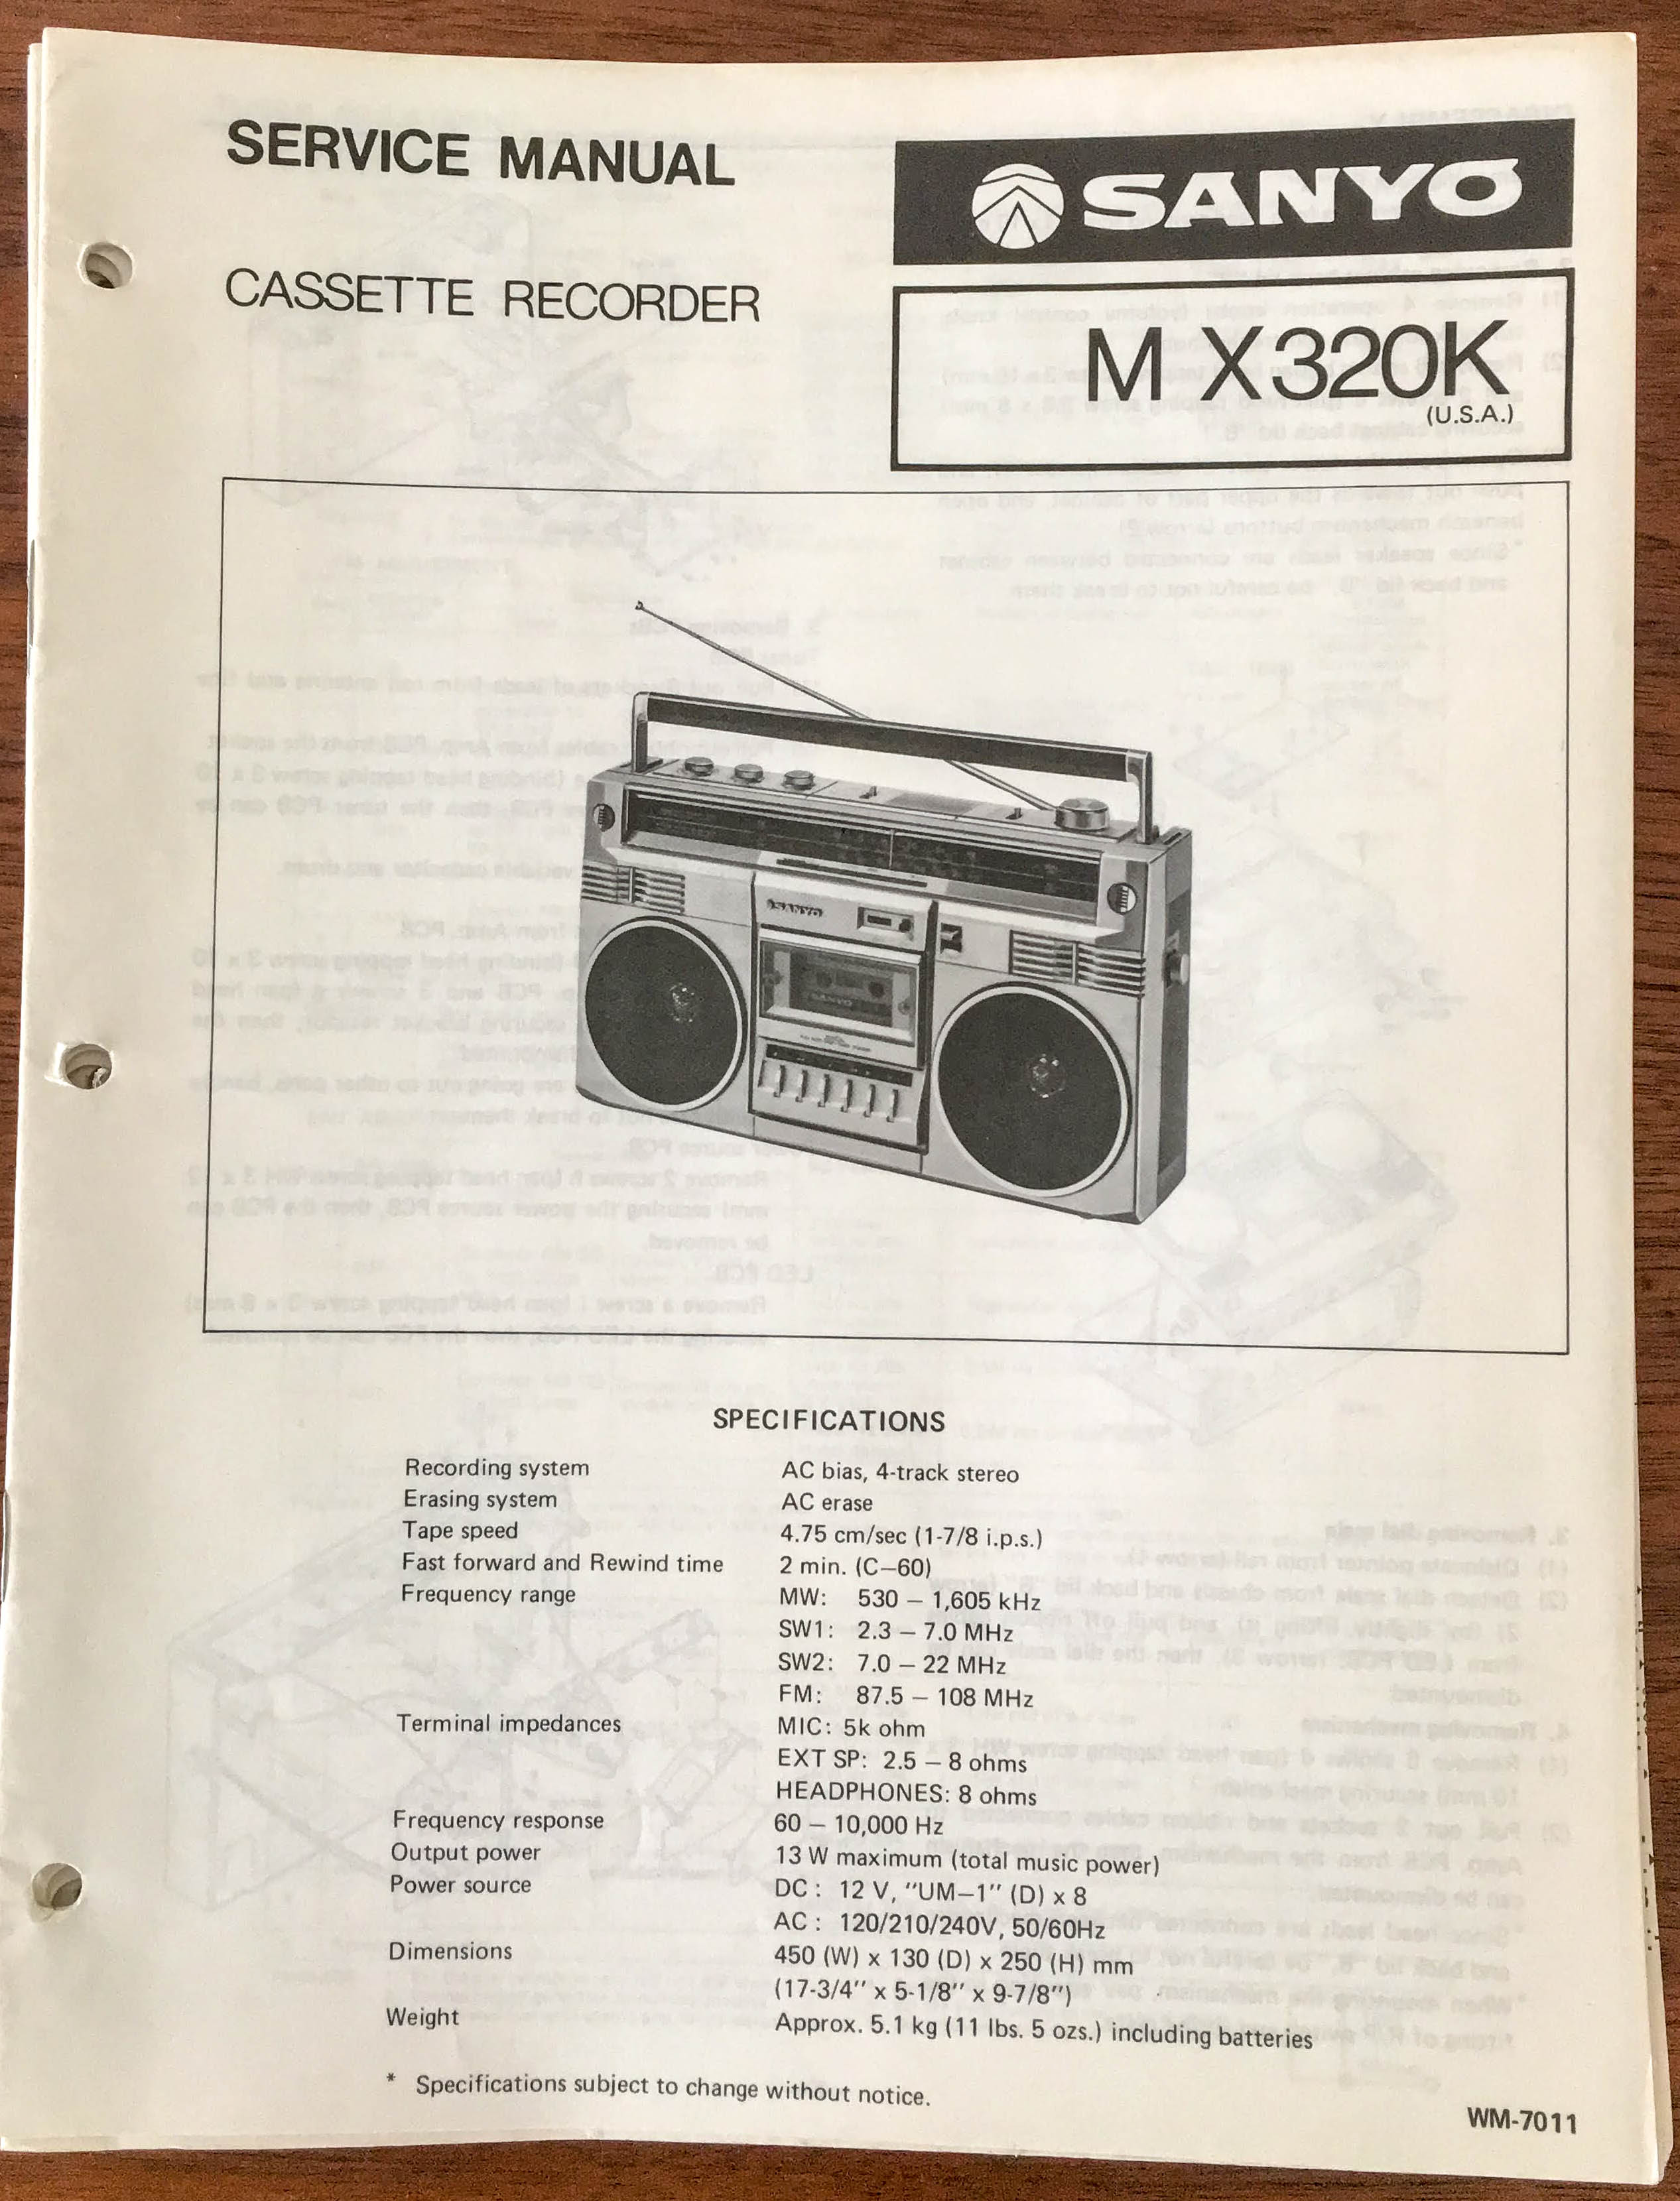 SERVICE MANUAL
SANYO
CASSETTE RECORDER
M X320K
(U.S.A.)
SANYO
SANYO
SPECIFICATIONS
Recording system AC bias, 4-track stereo
Erasing system AC erase
Tape speed 4.75 cm/sec (1-7/8 i.p.s.)
Fast forward and Rewind time 2 min. (C–60)
Frequency range MW: 530 – 1,605 kHz
SW1: 2.3 – 7.0 MHz
SW2: 7.0 – 22 MHz
FM: 87.5 – 108 MHz
Terminal impedances MIC: 5k ohm
EXT SP: 2.5 – 8 ohms
HEADPHONES: 8 ohms
Frequency response 60 – 10,000 Hz
Output power 13 W maximum (total music power)
Power source DC : 12 V, "UM–1" (D) x 8
AC : 120/210/240V, 50/60Hz
Dimensions 450 (W) x 130 (D) x 250 (H) mm
(17-3/4" x 5-1/8" x 9-7/8")
Weight Approx. 5.1 kg (11 lbs. 5 ozs.) including batteries
* Specifications subject to change without notice.
WM-7011